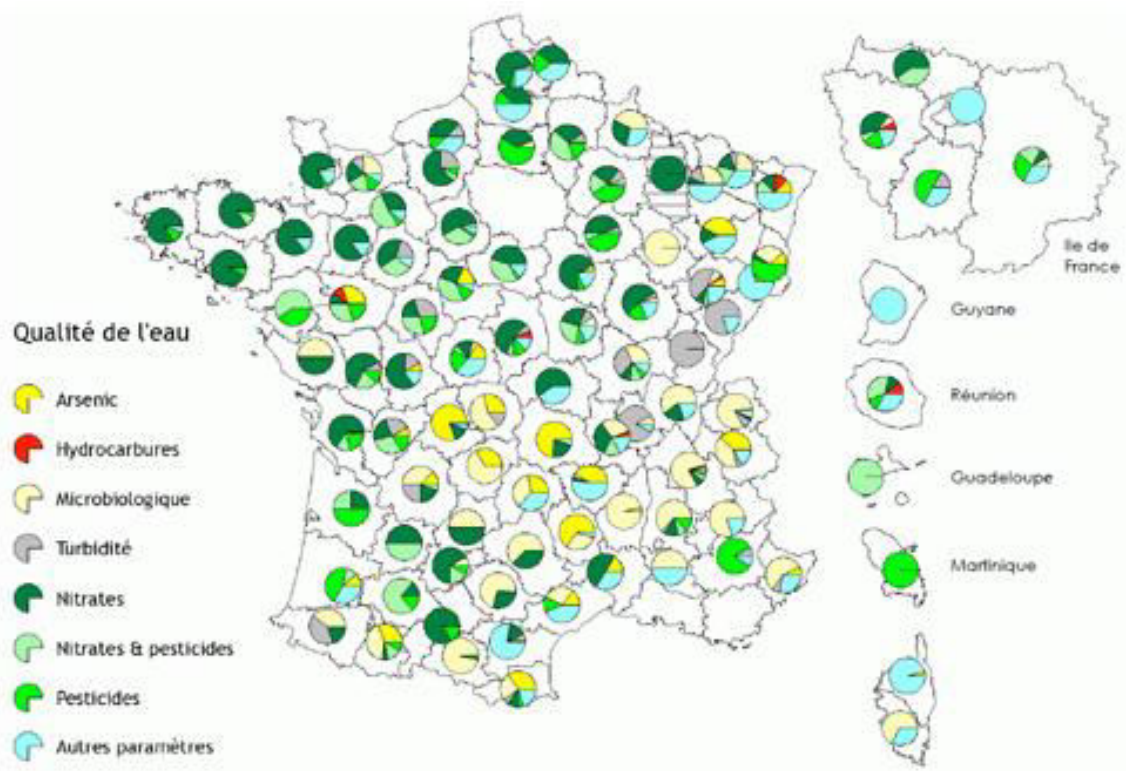 Qualité de l'eau
Arsenic
Hydrocarbures
Microbiologique
Turbidité
Nitrates
Nitrates & pesticides
Pesticides
Autres paramètres
Ile de
France
Guyane
Réunion
Guadeloupe
Martinique